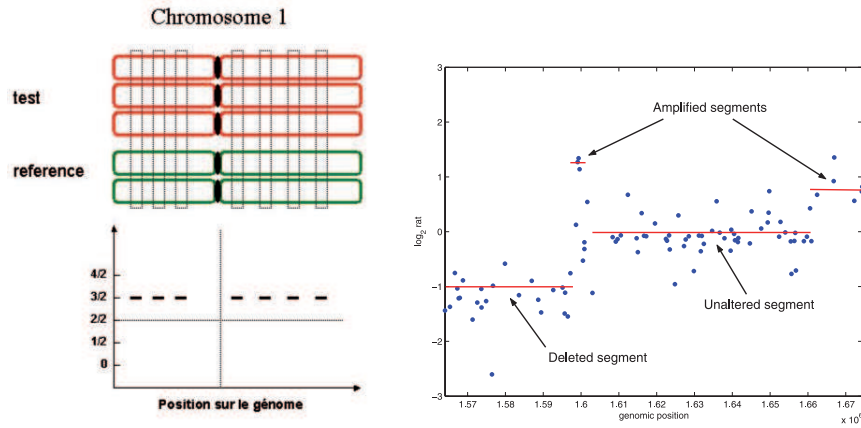 Chromosome 1
test
reference
4/2
3/2
2/2
1/2
0
Position sur le génome
3
2
1
0
−1
−2
−3
log2 rat
Amplified segments
Unaltered segment
Deleted segment
1.57
1.58
1.59
1.6
1.61
1.62
1.63
1.64
1.65
1.66
1.67
genomic position